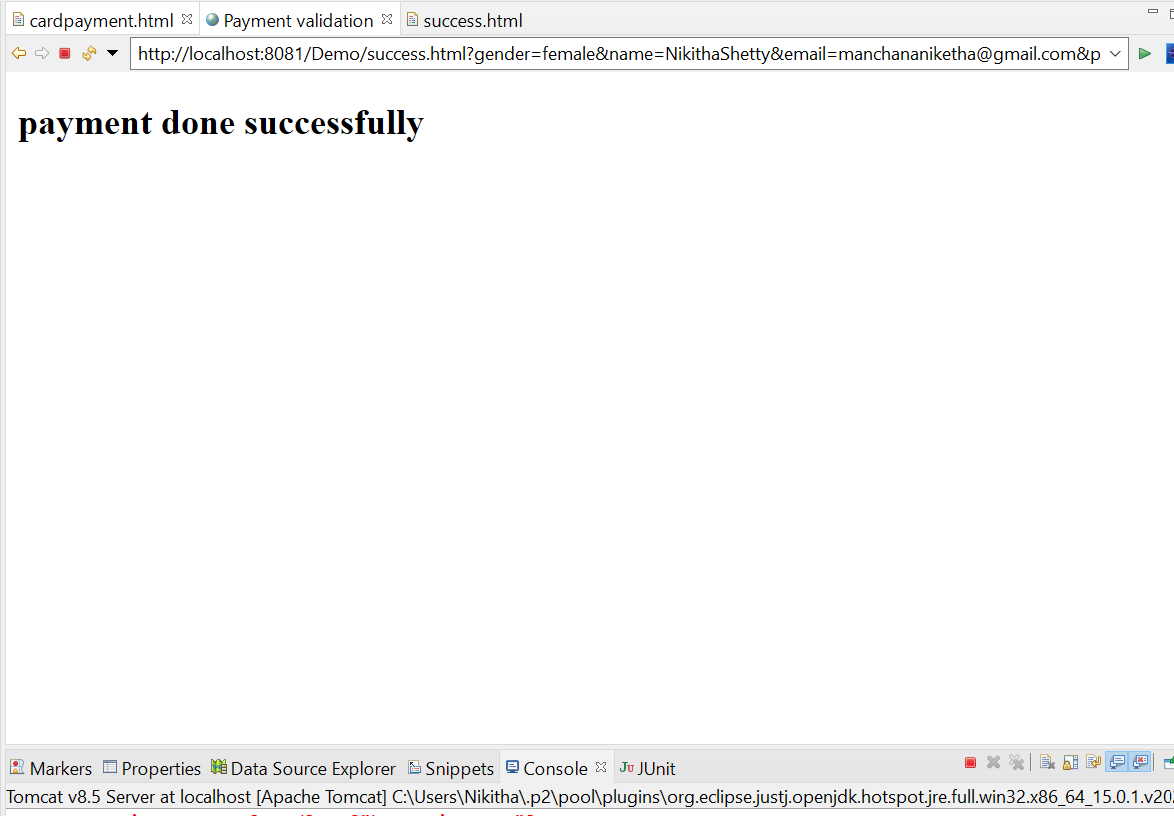 cardpayment.html Payment validation success.html
http://localhost:8081/Demo/success.html?gender=female&name=NikithaShetty&email=manchananiketha@gmail.com&p
payment done successfully
Markers Properties Data Source Explorer Snippets Console JUnit
Tomcat v8.5 Server at localhost [Apache Tomcat] C:\Users\Nikitha\.p2\pool\plugins\org.eclipse.justj.openjdk.hotspot.jre.full.win32.x86_64_15.0.1.v20